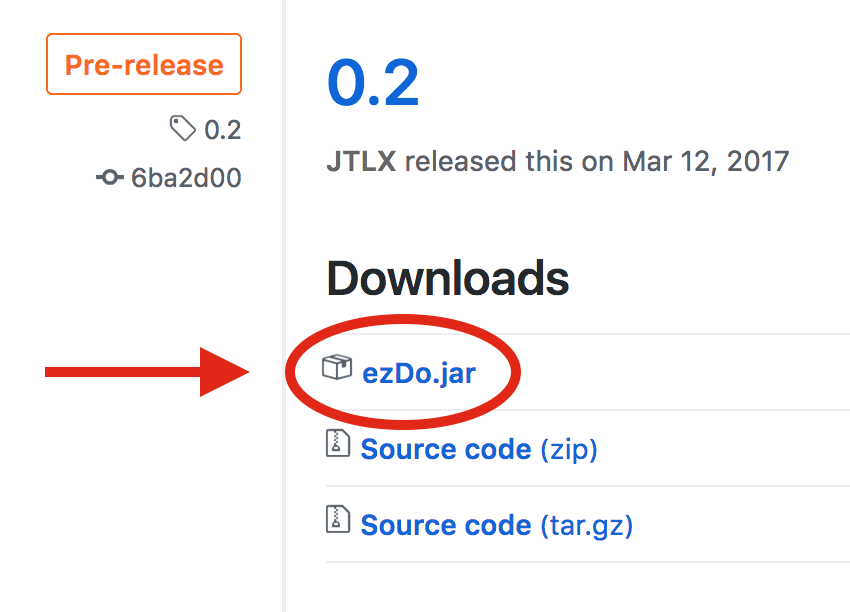 Pre-release
0.2
6ba2d00
0.2
JTLX released this on Mar 12, 2017
Downloads
ezDo.jar
Source code (zip)
Source code (tar.gz)